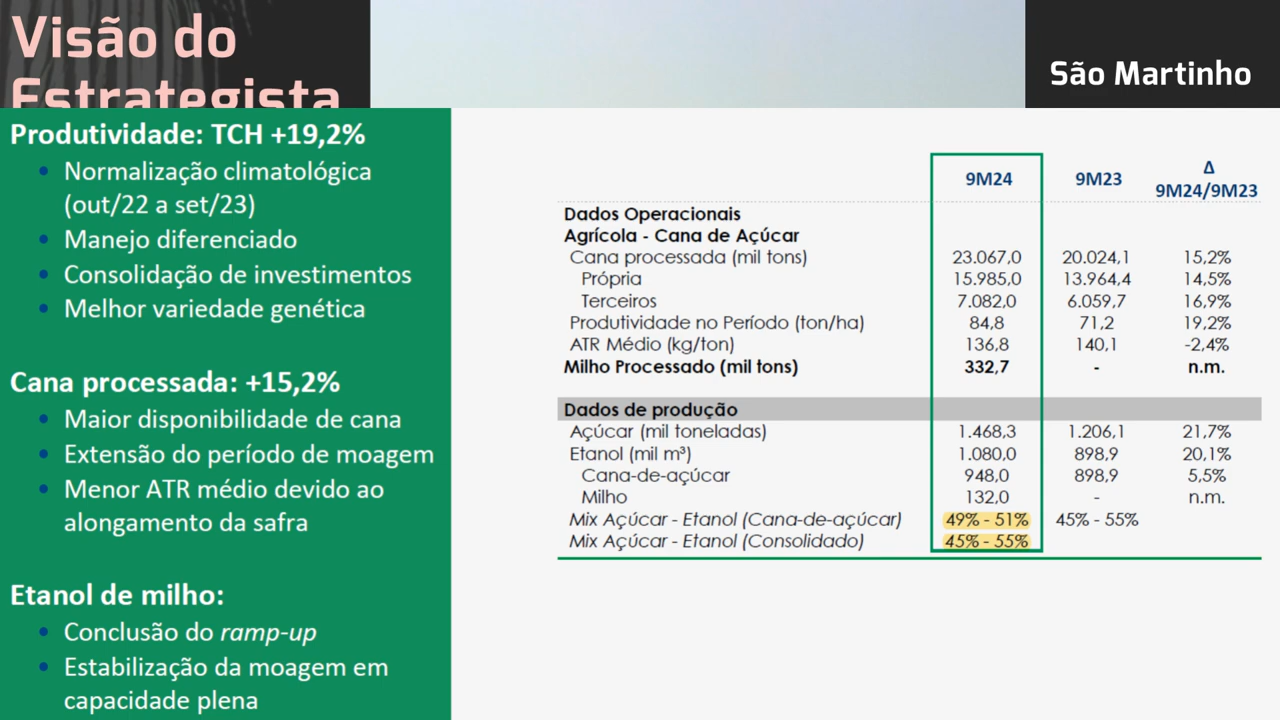 Visão do
Estrategista
São Martinho
Produtividade: TCH +19,2%
Normalização climatológica
(out/22 a set/23)
Manejo diferenciado
Consolidação de investimentos
Melhor variedade genética
Cana processada: +15,2%
Maior disponibilidade de cana
Extensão do período de moagem
Menor ATR médio devido ao
alongamento da safra
Etanol de milho:
Conclusão do ramp-up
Estabilização da moagem em
capacidade plena
9M24 9M23 Δ 9M24/9M23
Dados Operacionais
Agrícola - Cana de Açúcar
Cana processada (mil tons) 23.067,0 20.024,1 15,2%
Própria 15.985,0 13.964,4 14,5%
Terceiros 7.082,0 6.059,7 16,9%
Produtividade no Período (ton/ha) 84,8 71,2 19,2%
ATR Médio (kg/ton) 136,8 140,1 -2,4%
Milho Processado (mil tons) 332,7 - n.m.
Dados de produção
Açúcar (mil toneladas) 1.468,3 1.206,1 21,7%
Etanol (mil m³) 1.080,0 898,9 20,1%
Cana-de-açúcar 948,0 898,9 5,5%
Milho 132,0 - n.m.
Mix Açúcar - Etanol (Cana-de-açúcar) 49% - 51% 45% - 55%
Mix Açúcar - Etanol (Consolidado) 45% - 55%